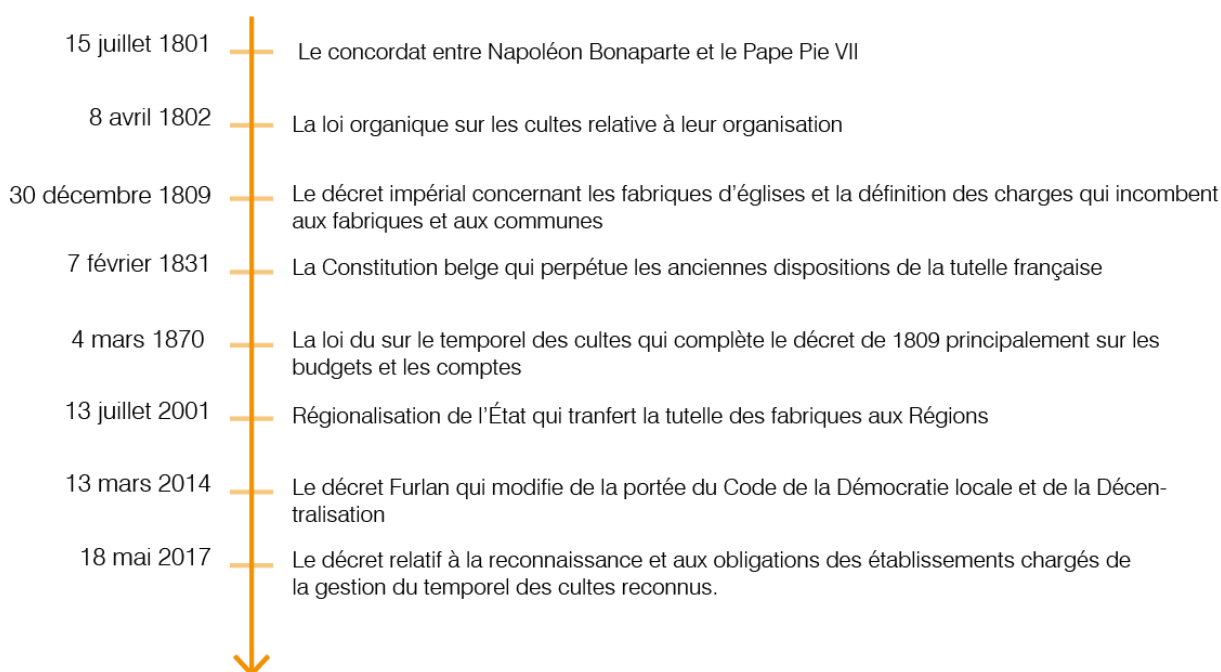 15 juillet 1801
Le concordat entre Napoléon Bonaparte et le Pape Pie VII
8 avril 1802
La loi organique sur les cultes relative à leur organisation
30 décembre 1809
Le décret impérial concernant les fabriques d'églises et la définition des charges qui incombent
aux fabriques et aux communes
7 février 1831
La Constitution belge qui perpétue les anciennes dispositions de la tutelle française
4 mars 1870
La loi du sur le temporel des cultes qui complète le décret de 1809 principalement sur les
budgets et les comptes
13 juillet 2001
Régionalisation de l'État qui tranfert la tutelle des fabriques aux Régions
13 mars 2014
Le décret Furlan qui modifie de la portée du Code de la Démocratie locale et de la Décen-
tralisation
18 mai 2017
Le décret relatif à la reconnaissance et aux obligations des établissements chargés de
la gestion du temporel des cultes reconnus.